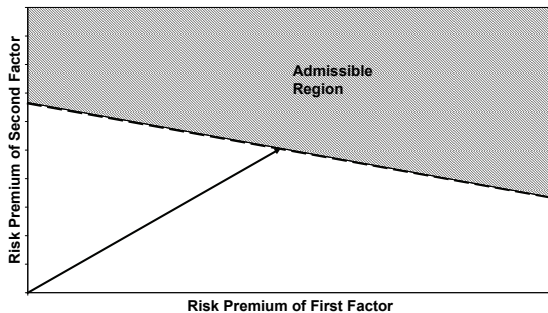 Admissible
Region
Risk Premium of Second Factor
Risk Premium of First Factor